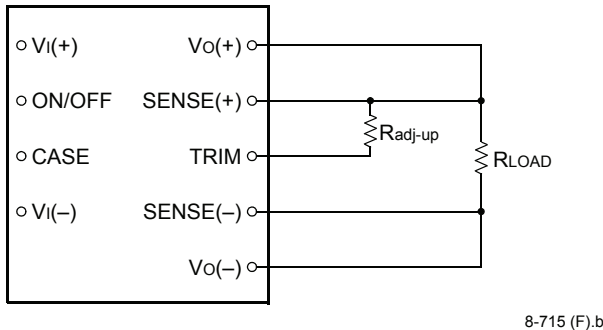 VI(+) VO(+)
ON/OFF SENSE(+)
Radj-up
CASE TRIM RLOAD
VI(–) SENSE(–)
VO(–)
8-715 (F).b